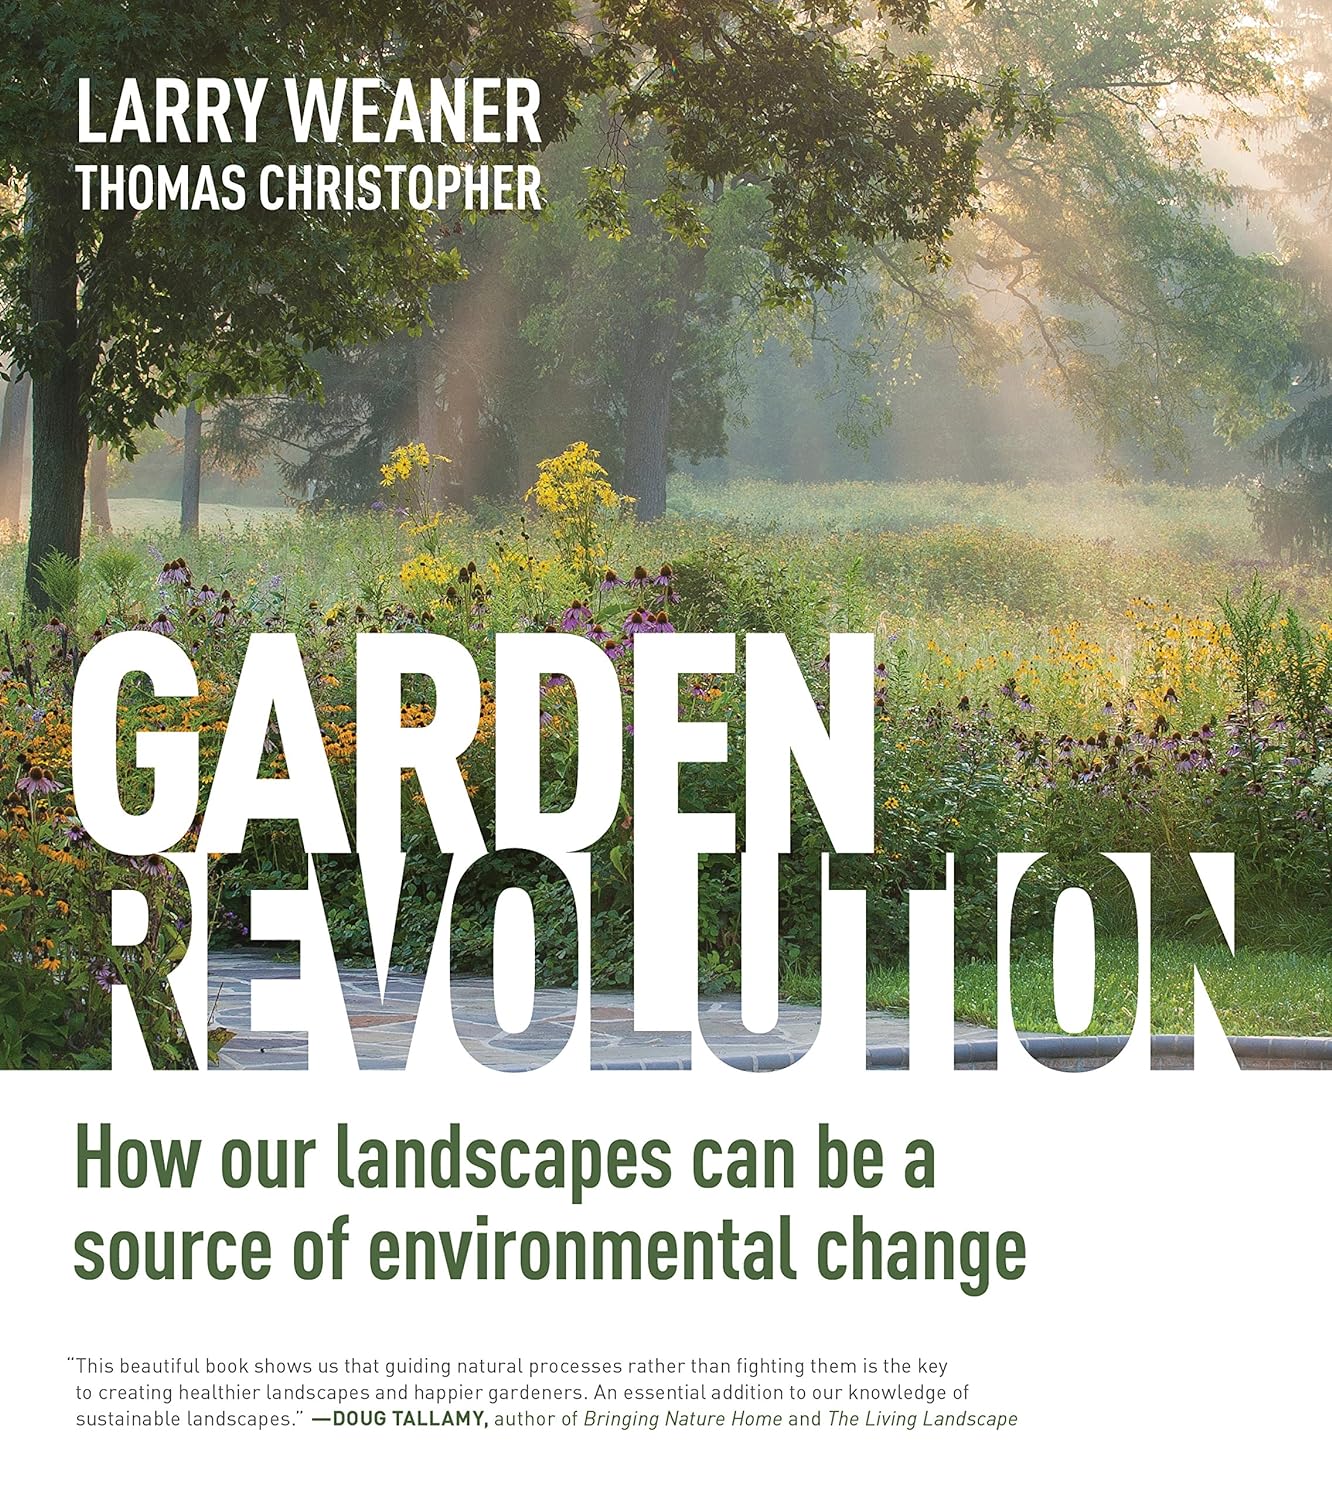 LARRY WEANER
THOMAS CHRISTOPHER
GARDEN
REVOLUTION
How our landscapes can be a
source of environmental change
“This beautiful book shows us that guiding natural processes rather than fighting them is the key
to creating healthier landscapes and happier gardeners. An essential addition to our knowledge of
sustainable landscapes.” —DOUG TALLAMY, author of Bringing Nature Home and The Living Landscape